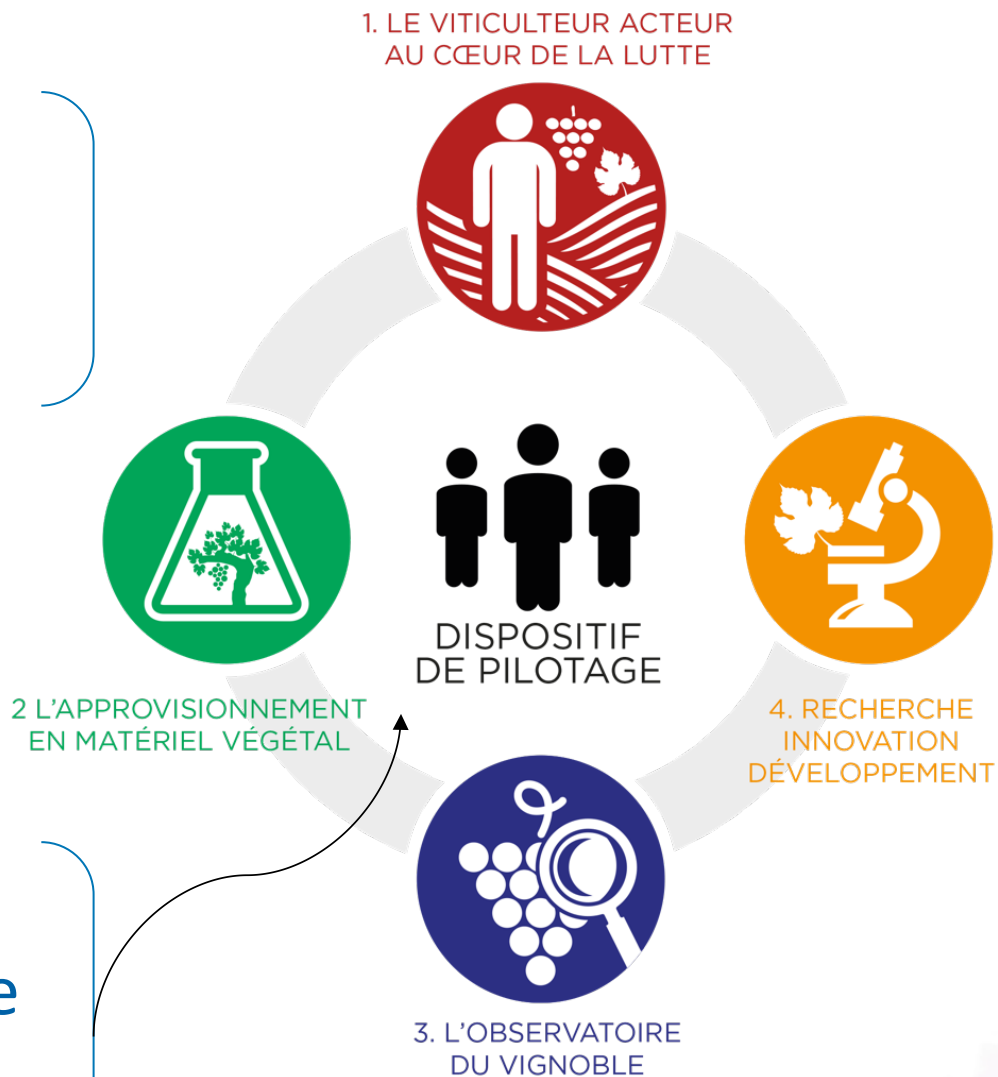 1. LE VITICULTEUR ACTEUR
AU CŒUR DE LA LUTTE
DISPOSITIF
DE PILOTAGE
2 L'APPROVISIONNEMENT
EN MATÉRIEL VÉGÉTAL
4. RECHERCHE
INNOVATION
DÉVELOPPEMENT
e
3. L'OBSERVATOIRE
DU VIGNOBLE